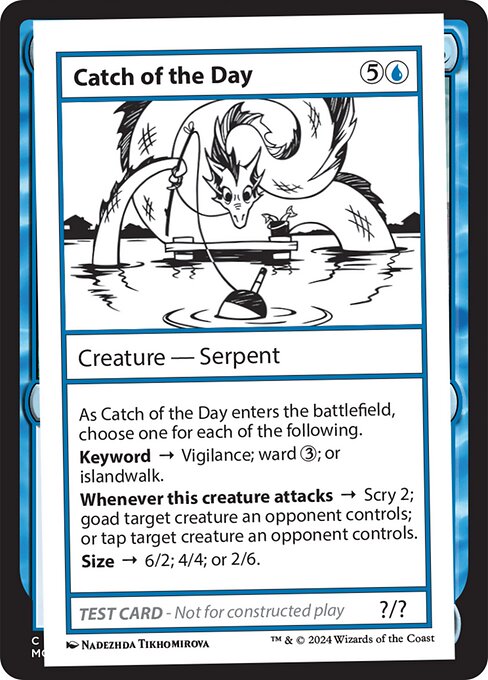 Catch of the Day 5
Creature — Serpent
As Catch of the Day enters the battlefield,
choose one for each of the following.
Keyword → Vigilance; ward 3; or
islandwalk.
Whenever this creature attacks → Scry 2;
goad target creature an opponent controls;
or tap target creature an opponent controls.
Size → 6/2; 4/4; or 2/6.
TEST CARD - Not for constructed play ?/?
NADEZHDA TIKHOMIROVA ™ & © 2024 Wizards of the Coast